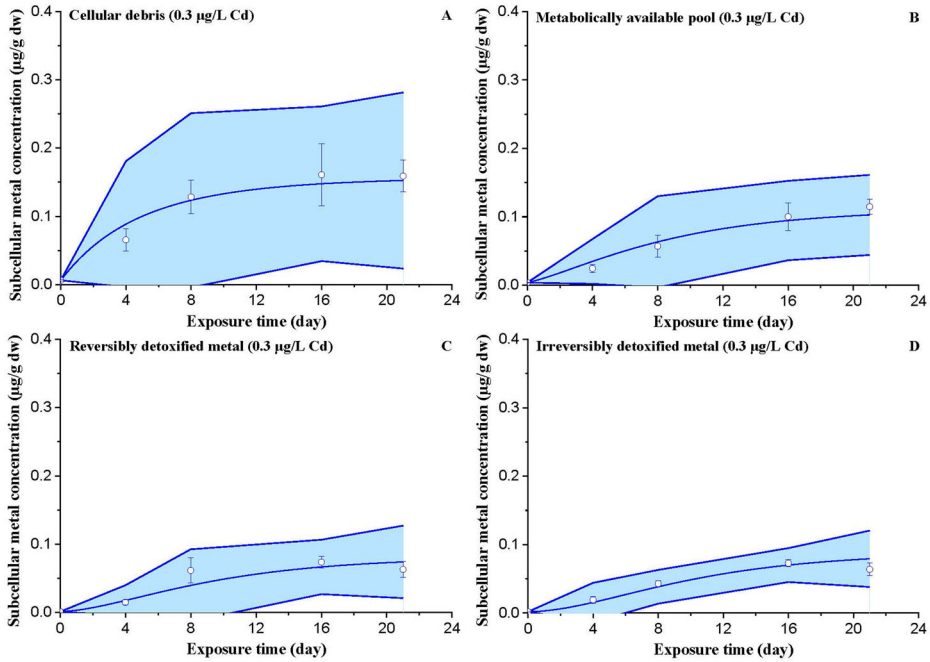 Cellular debris (0.3 µg/L Cd)
A
Subcellular metal concentration (µg/g dw)
0.4
0.3
0.2
0.1
0.0
0 4 8 12 16 20 24
Exposure time (day)
Metabolically available pool (0.3 µg/L Cd)
B
Subcellular metal concentration (µg/g dw)
0.4
0.3
0.2
0.1
0.0
0 4 8 12 16 20 24
Exposure time (day)
Reversibly detoxified metal (0.3 µg/L Cd)
C
Subcellular metal concentration (µg/g dw)
0.4
0.3
0.2
0.1
0.0
0 4 8 12 16 20 24
Exposure time (day)
Irreversibly detoxified metal (0.3 µg/L Cd)
D
Subcellular metal concentration (µg/g dw)
0.4
0.3
0.2
0.1
0.0
0 4 8 12 16 20 24
Exposure time (day)